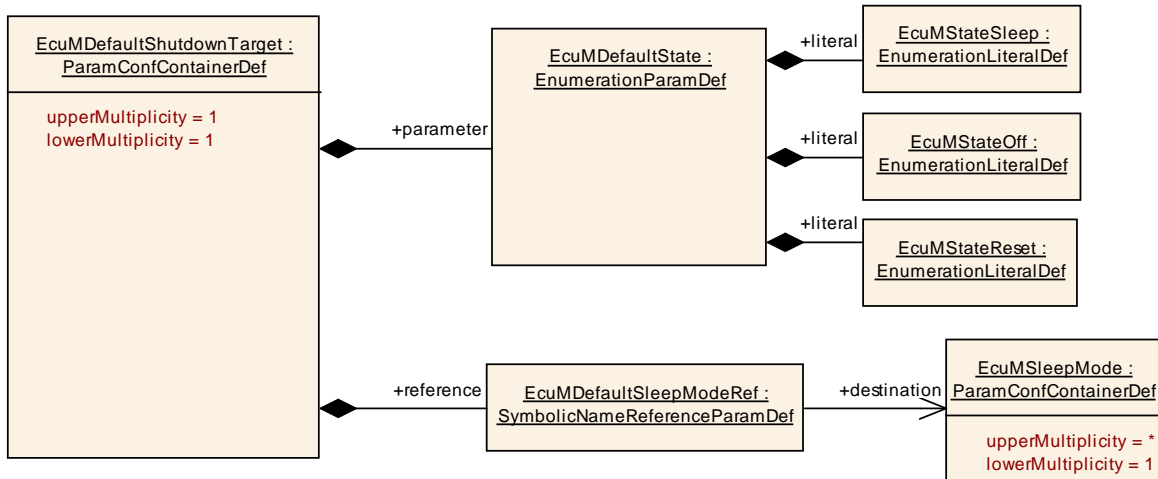 EcuMDefaultShutdownTarget :
ParamConfContainerDef
upperMultiplicity = 1
lowerMultiplicity = 1
+parameter
EcuMDefaultState :
EnumerationParamDef
+literal
EcuMStateSleep :
EnumerationLiteralDef
+literal
EcuMStateOff :
EnumerationLiteralDef
+literal
EcuMStateReset :
EnumerationLiteralDef
+reference
EcuMDefaultSleepModeRef :
SymbolicNameReferenceParamDef
+destination
EcuMSleepMode :
ParamConfContainerDef
upperMultiplicity = *
lowerMultiplicity = 1